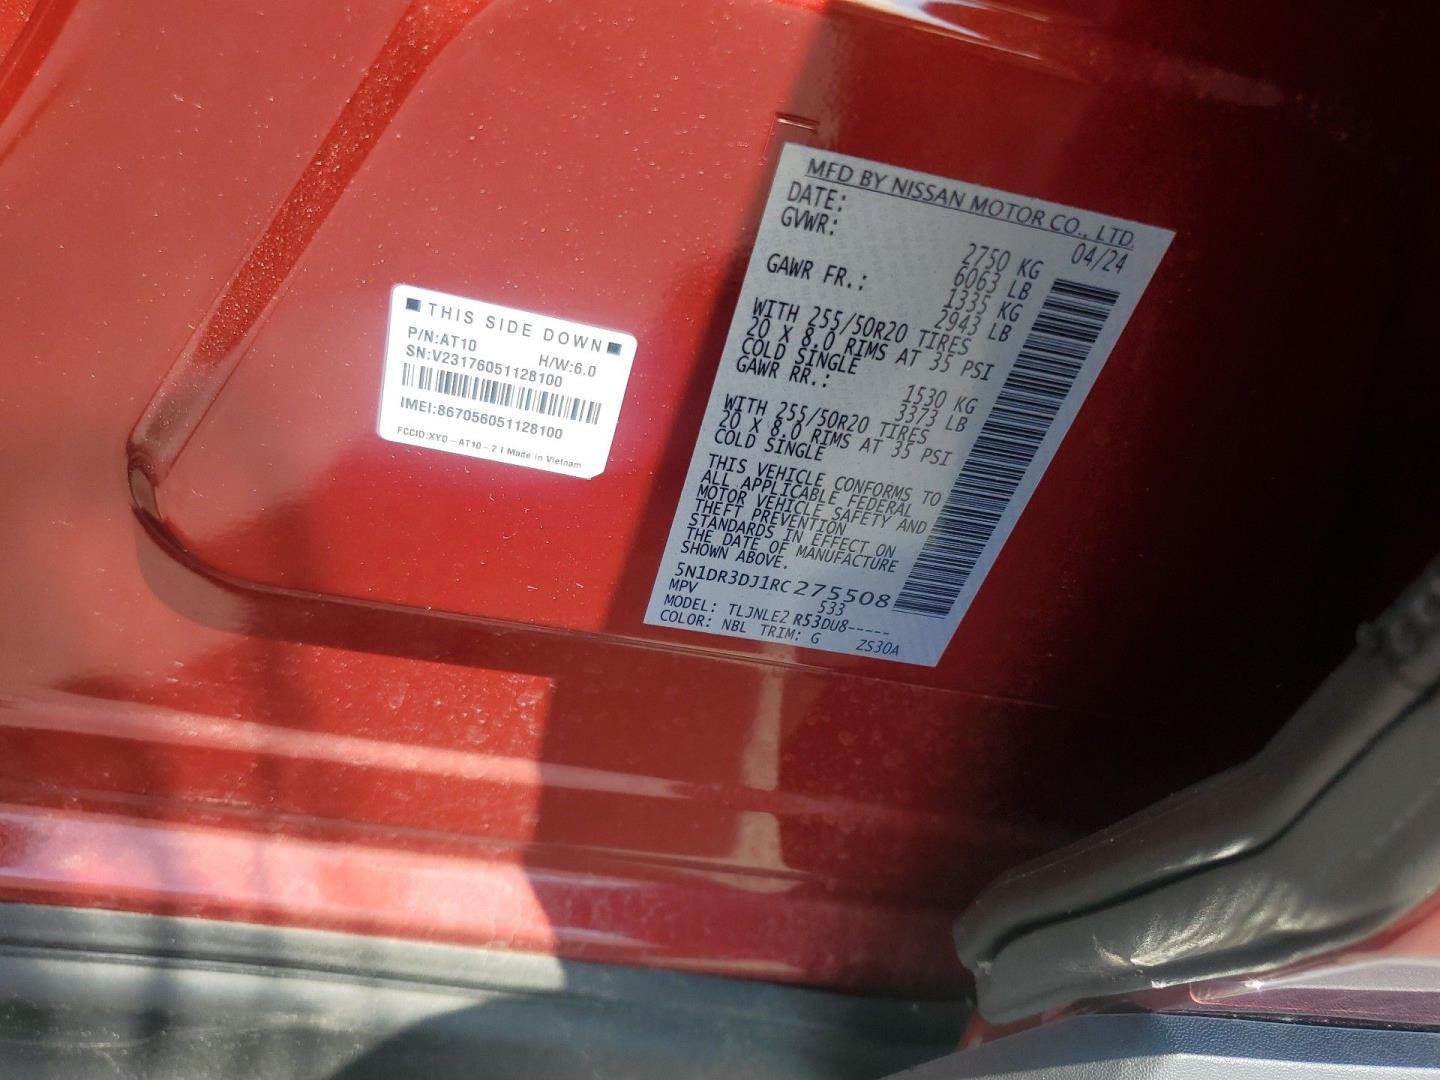 THIS SIDE DOWN
P/N:AT10 H/W:6.0
SN:V23176051128100
IMEI:867056051128100
FCCID:XYO-AT10-2 I Made in Vietnam
MFD BY NISSAN MOTOR CO., LTD.
DATE: 04/24
GVWR: 2750 KG
6063 LB
GAWR FR.: 1335 KG
2943 LB
WITH 255/50R20 TIRES
20 X 8.0 RIMS AT 35 PSI
COLD SINGLE
GAWR RR.: 1530 KG
3373 LB
WITH 255/50R20 TIRES
20 X 8.0 RIMS AT 35 PSI
COLD SINGLE
THIS VEHICLE CONFORMS TO
ALL APPLICABLE FEDERAL
MOTOR VEHICLE SAFETY AND
THEFT PREVENTION
STANDARDS IN EFFECT ON
THE DATE OF MANUFACTURE
SHOWN ABOVE.
5N1DR3DJ1RC275508
MPV 533
MODEL: TLJNLE2 R53DU8-----
COLOR: NBL TRIM: G ZS30A